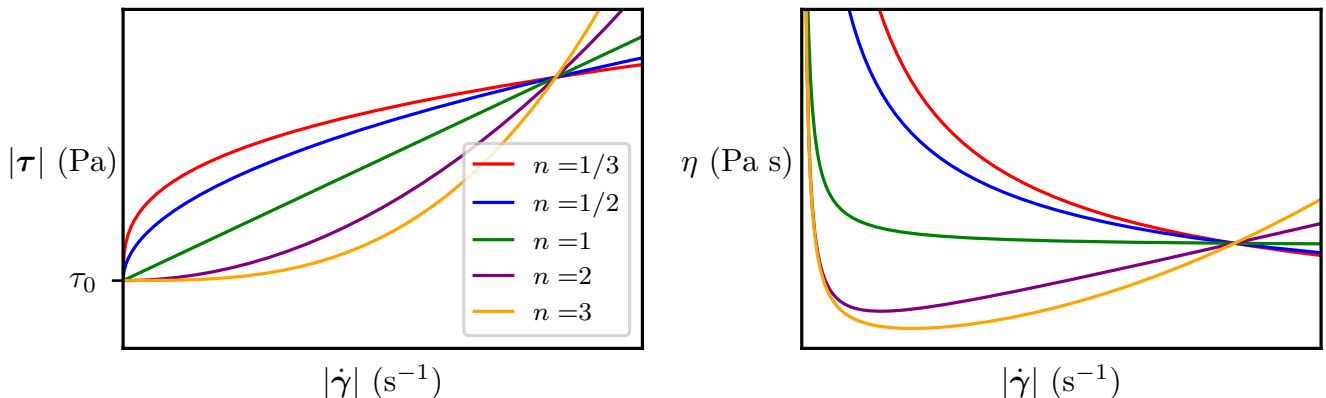 |τ| (Pa)
τ₀
n =1/3
n =1/2
n =1
n =2
n =3
|γ̇| (s⁻¹)
η (Pa s)
|γ̇| (s⁻¹)